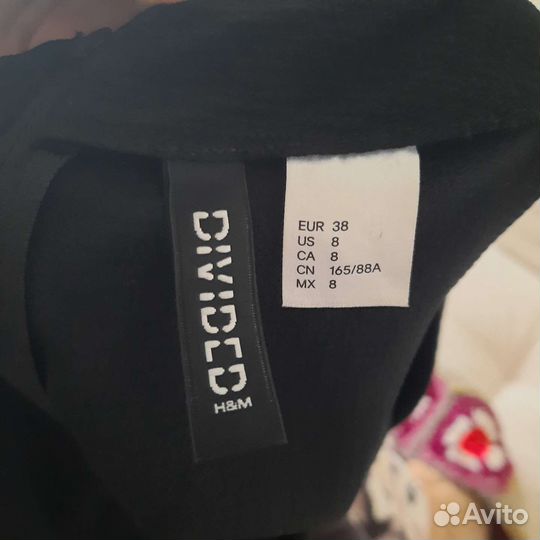 DIVIDED
H&M
EUR 38
US 8
CA 8
CN 165/88A
MX 8
Avito